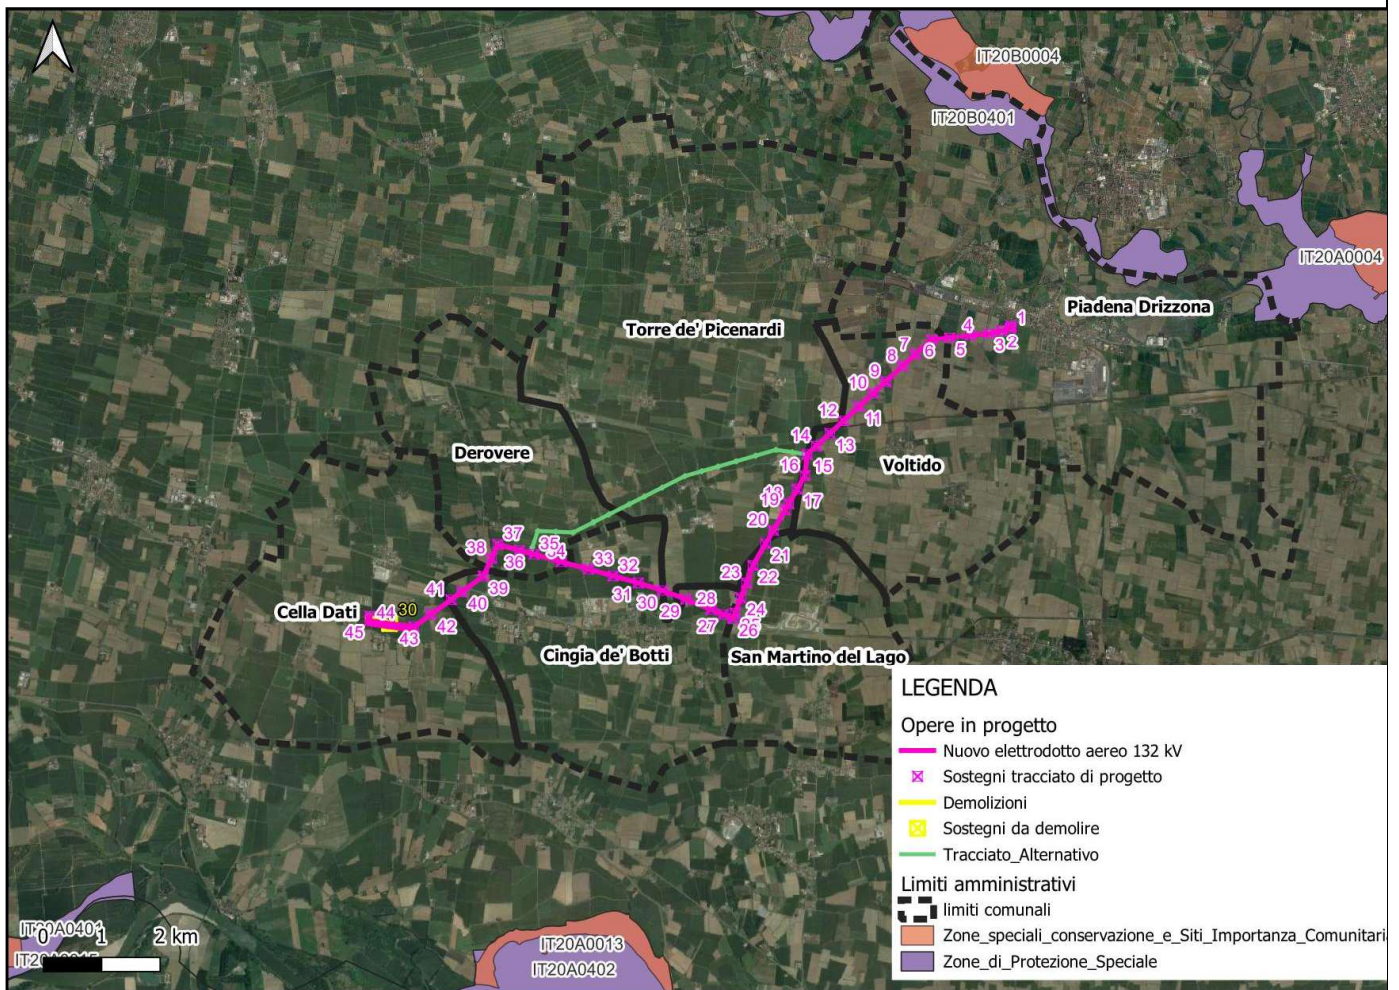 IT20B0004
IT20B0401
IT20A0004
Piadena Drizzona
Torre de' Picenardi
1
2
3
4
5
6
7
8
9
10
11
12
13
14
15
16
17
18
19
20
21
22
23
24
25
26
27
28
29
30
31
32
33
34
35
36
37
38
39
40
41
42
43
44
45
30
Voltido
Derovere
Cella Dati
Cingia de' Botti
San Martino del Lago
IT20A0401
IT20A0013
IT20A0402
0 1 2 km
LEGENDA
Opere in progetto
Nuovo elettrodotto aereo 132 kV
Sostegni tracciato di progetto
Demolizioni
Sostegni da demolire
Tracciato_Alternativo
Limiti amministrativi
limiti comunali
Zone_speciali_conservazione_e_Siti_Importanza_Comunitari
Zone_di_Protezione_Speciale